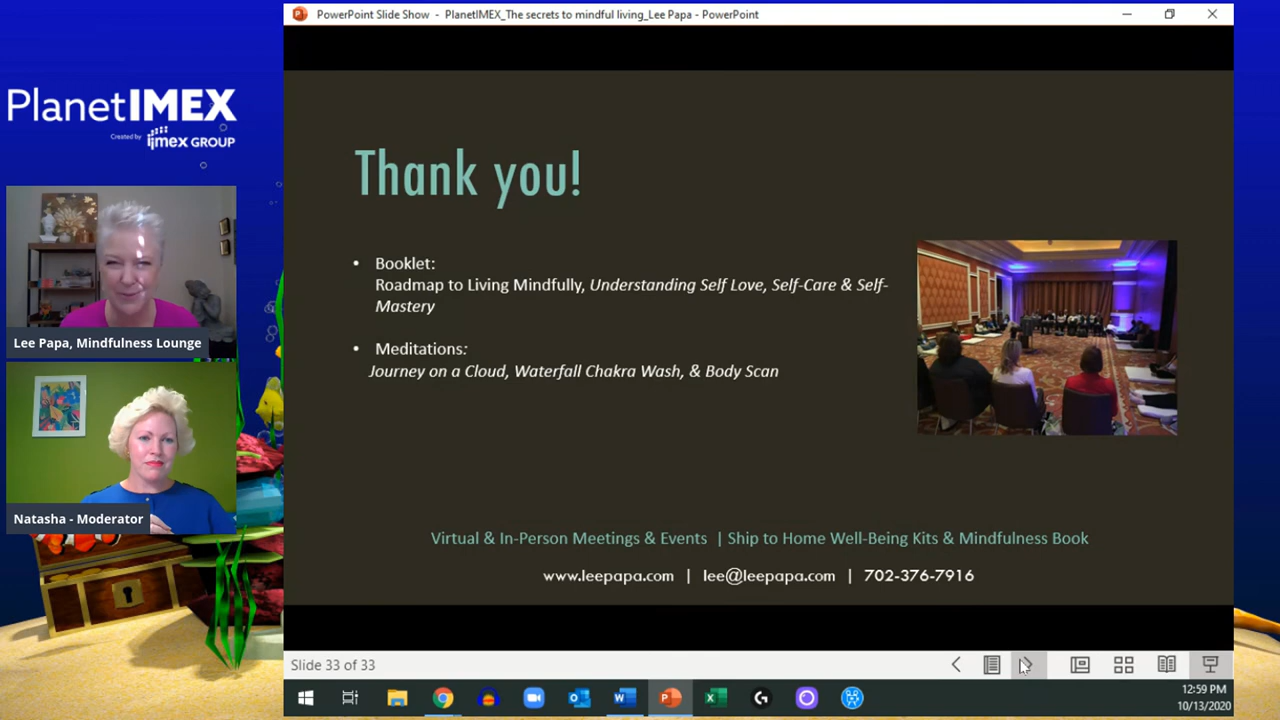 PowerPoint Slide Show - PlanetIMEX_The secrets to mindful living_Lee Papa - PowerPoint
PlanetIMEX
Created by imex GROUP
Thank you!
• Booklet:
Roadmap to Living Mindfully, Understanding Self Love, Self-Care & Self-
Mastery
• Meditations:
Journey on a Cloud, Waterfall Chakra Wash, & Body Scan
Lee Papa, Mindfulness Lounge
Natasha - Moderator
Virtual & In-Person Meetings & Events | Ship to Home Well-Being Kits & Mindfulness Book
www.leepapa.com | lee@leepapa.com | 702-376-7916
Slide 33 of 33
12:59 PM
10/13/2020